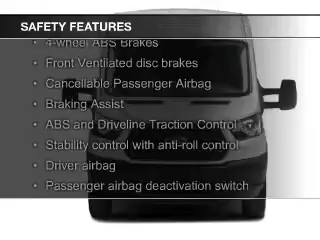 SAFETY FEATURES
• 4-wheel ABS Brakes
• Front Ventilated disc brakes
• Cancellable Passenger Airbag
• Braking Assist
• ABS and Driveline Traction Control
• Stability control with anti-roll control
• Driver airbag
• Passenger airbag deactivation switch